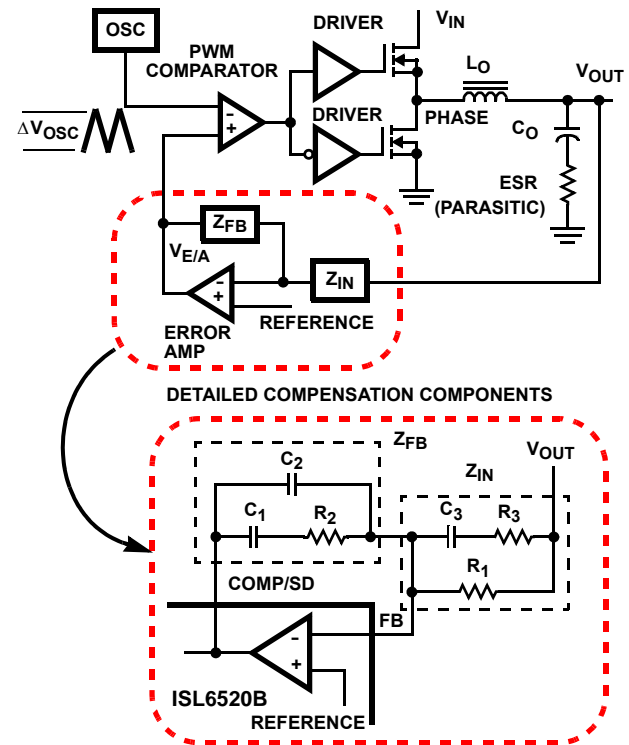 OSC
PWM
COMPARATOR
DRIVER
VIN
LO
VOUT
ΔVOSC
-
+
DRIVER
PHASE
CO
ESR
(PARASITIC)
ZFB
VE/A
ZIN
-
+
REFERENCE
ERROR
AMP
DETAILED COMPENSATION COMPONENTS
ZFB
C2
C1
R2
ZIN
VOUT
C3
R3
R1
COMP/SD
FB
-
+
ISL6520B
REFERENCE